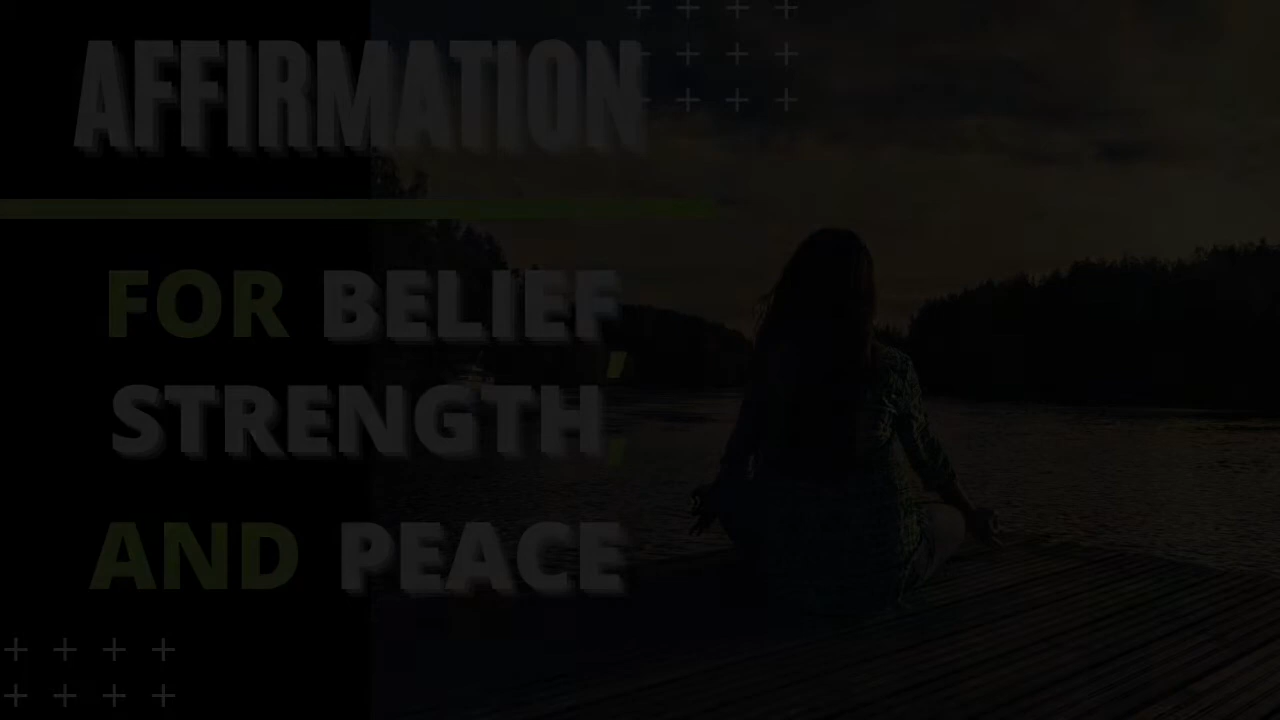 AFFIRMATION
FOR BELIEF,
STRENGTH,
AND PEACE